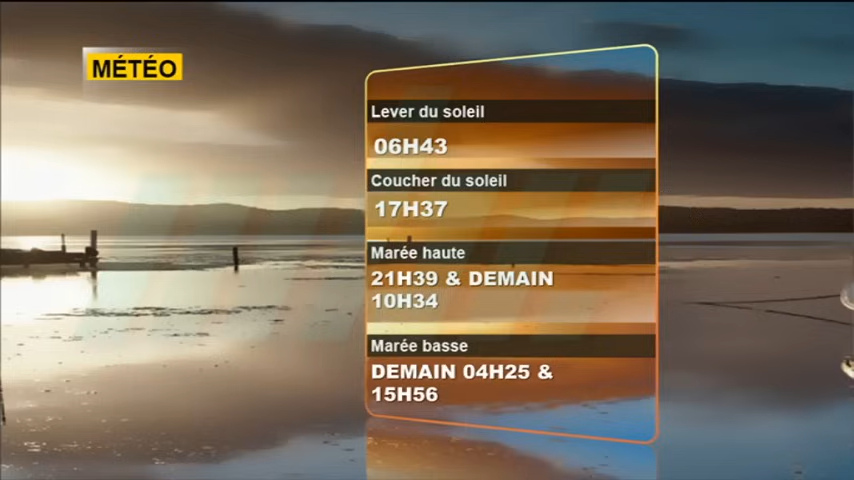 MÉTÉO
Lever du soleil
06H43
Coucher du soleil
17H37
Marée haute
21H39 & DEMAIN
10H34
Marée basse
DEMAIN 04H25 &
15H56